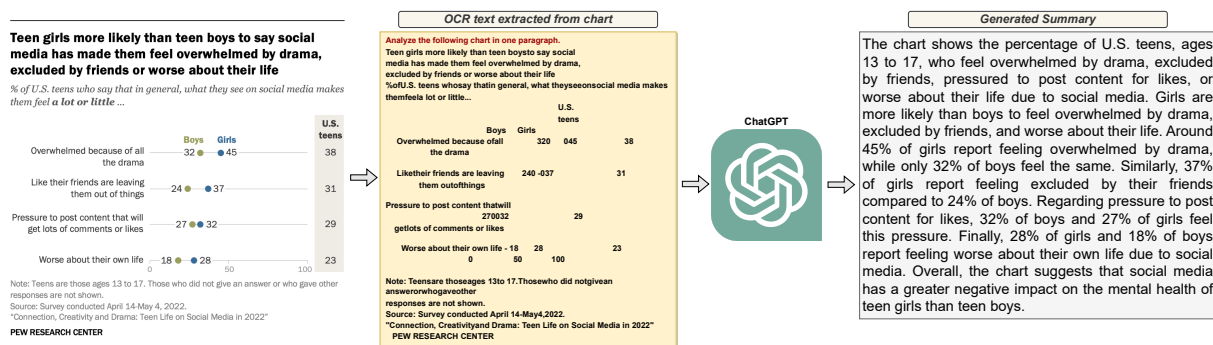 Teen girls more likely than teen boys to say social
media has made them feel overwhelmed by drama,
excluded by friends or worse about their life
% of U.S. teens who say that in general, what they see on social media makes
them feel a lot or little ...
U.S.
teens
Boys Girls
Overwhelmed because of all
the drama
32 45 38
Like their friends are leaving
them out of things
24 37 31
Pressure to post content that will
get lots of comments or likes
27 32 29
Worse about their own life 18 28 23
0 50 100
Note: Teens are those ages 13 to 17. Those who did not give an answer or who gave other
responses are not shown.
Source: Survey conducted April 14-May 4, 2022.
"Connection, Creativity and Drama: Teen Life on Social Media in 2022"
PEW RESEARCH CENTER
OCR text extracted from chart
Analyze the following chart in one paragraph.
Teen girls more likely than teen boysto say social
media has made them feel overwhelmed by drama,
excluded by friends or worse about their life
%ofU.S. teens whosay thatin general, what theyseeonsocial media makes
themfeela lot or little...
U.S.
teens
Boys Girls
Overwhelmed because ofall 320 045 38
the drama
Liketheir friends are leaving 240 -037 31
them outofthings
Pressure to post content thatwill
270032 29
getlots of comments or likes
Worse about their own life - 18 28 23
0 50 100
Note: Teensare thoseages 13to 17.Thosewho did notgivean
answerorwhogaveother
responses are not shown.
Source: Survey conducted April 14-May4,2022.
"Connection, Creativityand Drama: Teen Life on Social Media in 2022"
PEW RESEARCH CENTER
ChatGPT
Generated Summary
The chart shows the percentage of U.S. teens, ages
13 to 17, who feel overwhelmed by drama, excluded
by friends, pressured to post content for likes, or
worse about their life due to social media. Girls are
more likely than boys to feel overwhelmed by drama,
excluded by friends, and worse about their life. Around
45% of girls report feeling overwhelmed by drama,
while only 32% of boys feel the same. Similarly, 37%
of girls report feeling excluded by their friends
compared to 24% of boys. Regarding pressure to post
content for likes, 32% of boys and 27% of girls feel
this pressure. Finally, 28% of girls and 18% of boys
report feeling worse about their own life due to social
media. Overall, the chart suggests that social media
has a greater negative impact on the mental health of
teen girls than teen boys.